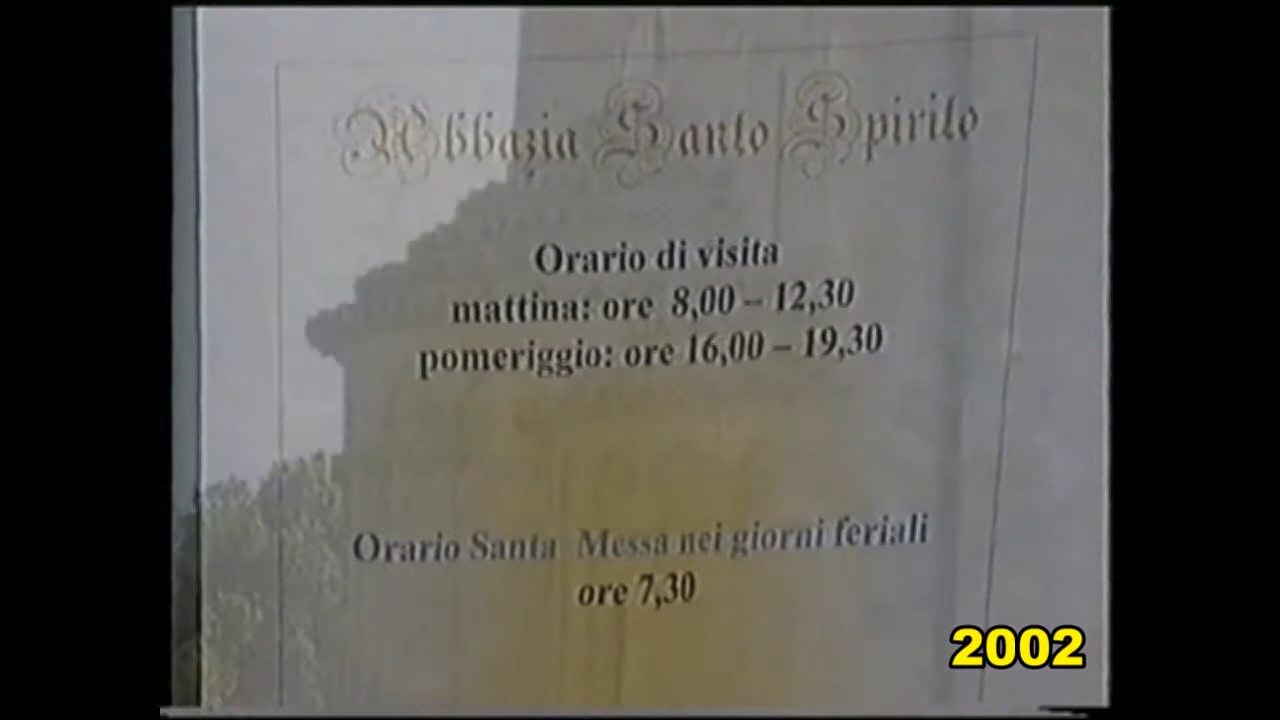 Abbazia Santo Spirito
Orario di visita
mattina: ore 8,00 – 12,30
pomeriggio: ore 16,00 – 19,30
Orario Santa Messa nei giorni feriali
ore 7,30
2002